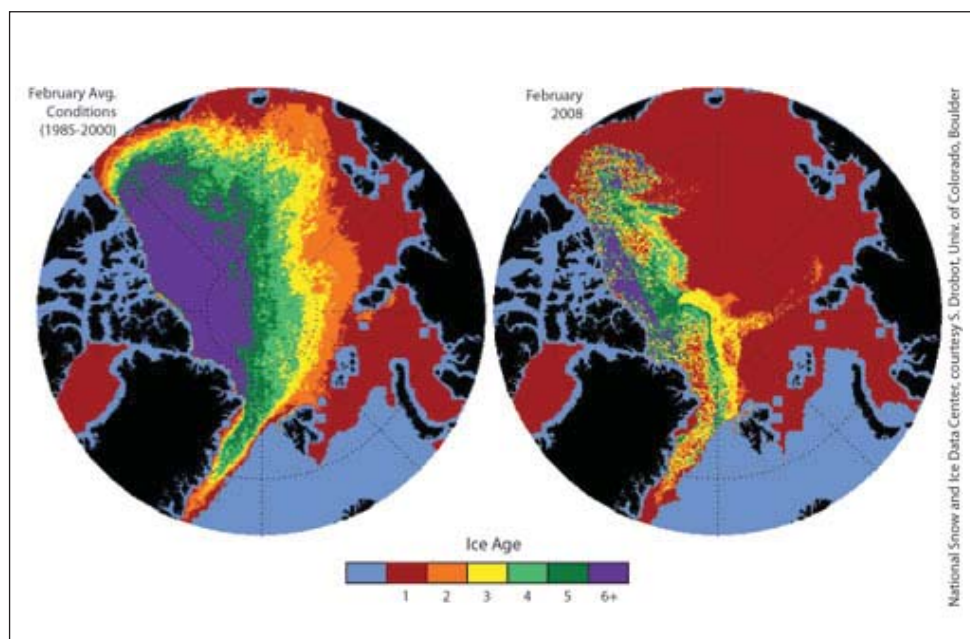 February Avg.
Conditions
(1985-2000)
February
2008
National Snow and Ice Data Center, courtesy S. Drobot, Univ. of Colorado, Boulder
Ice Age
1 2 3 4 5 6+